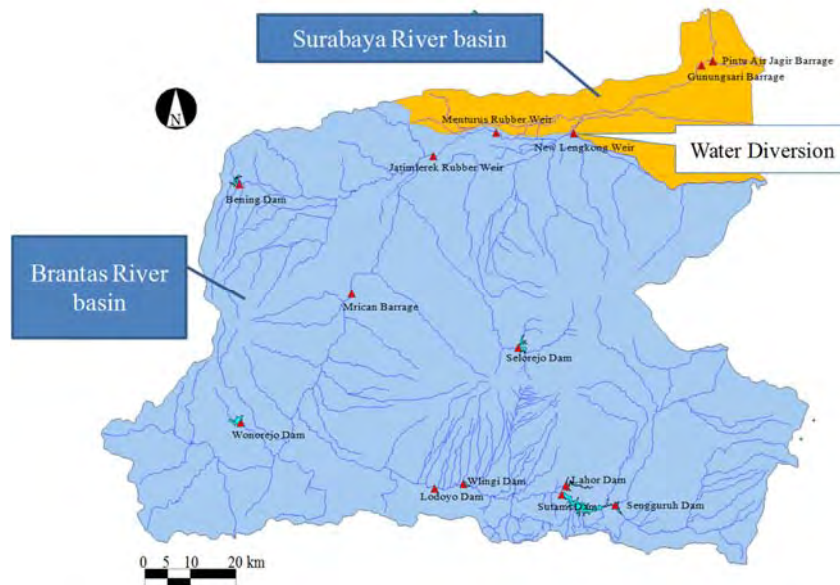 Surabaya River basin
Pintu Air Jagir Barrage
Gunungsari Barrage
N
Menturus Rubber Weir
New Lengkong Weir
Water Diversion
Jatimlerek Rubber Weir
Bening Dam
Brantas River
basin
Mrican Barrage
Selorejo Dam
Wonorejo Dam
Wlingi Dam
Lahor Dam
Lodoyo Dam
Sutami Dam
Sengguruh Dam
0 5 10 20 km